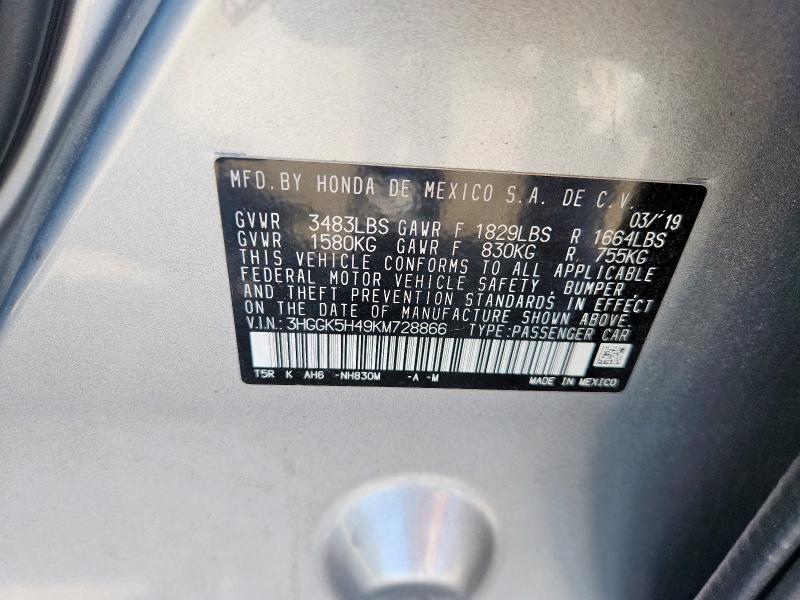 MFD.BY HONDA DE MEXICO S.A. DE C.V.
03/'19
GVWR 3483LBS GAWR F 1829LBS R 1664LBS
GVWR 1580KG GAWR F 830KG R 755KG
THIS VEHICLE CONFORMS TO ALL APPLICABLE
FEDERAL MOTOR VEHICLE SAFETY, BUMPER
AND THEFT PREVENTION STANDARDS IN EFFECT
ON THE DATE OF MANUFACTURE SHOWN ABOVE.
V.I.N.: 3HGGK5H49KM728866 TYPE:PASSENGER CAR
T5R K AH6 -NH830M -A -M
MADE IN MEXICO